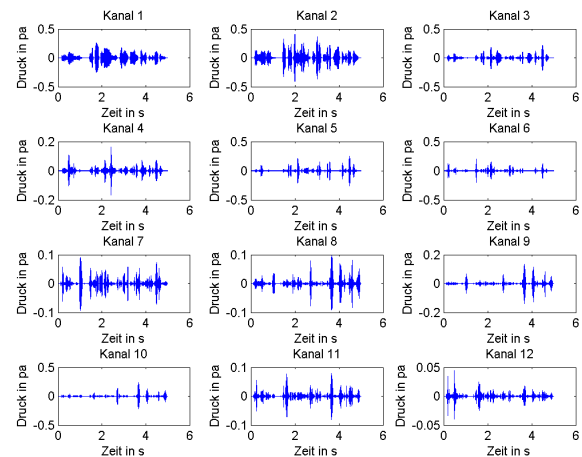 Kanal 1
Druck in pa
0.5
0
-0.5
0
2
4
6
Zeit in s
Kanal 2
Druck in pa
0.5
0
-0.5
0
2
4
6
Zeit in s
Kanal 3
Druck in pa
0.5
0
-0.5
0
2
4
6
Zeit in s
Kanal 4
Druck in pa
0.2
0
-0.2
0
2
4
6
Zeit in s
Kanal 5
Druck in pa
0.5
0
-0.5
0
2
4
6
Zeit in s
Kanal 6
Druck in pa
0.5
0
-0.5
0
2
4
6
Zeit in s
Kanal 7
Druck in pa
0.1
0
-0.1
0
2
4
6
Zeit in s
Kanal 8
Druck in pa
0.1
0
-0.1
0
2
4
6
Zeit in s
Kanal 9
Druck in pa
0.2
0
-0.2
0
2
4
6
Zeit in s
Kanal 10
Druck in pa
0.5
0
-0.5
0
2
4
6
Zeit in s
Kanal 11
Druck in pa
0.1
0
-0.1
0
2
4
6
Zeit in s
Kanal 12
Druck in pa
0.05
0
-0.05
0
2
4
6
Zeit in s